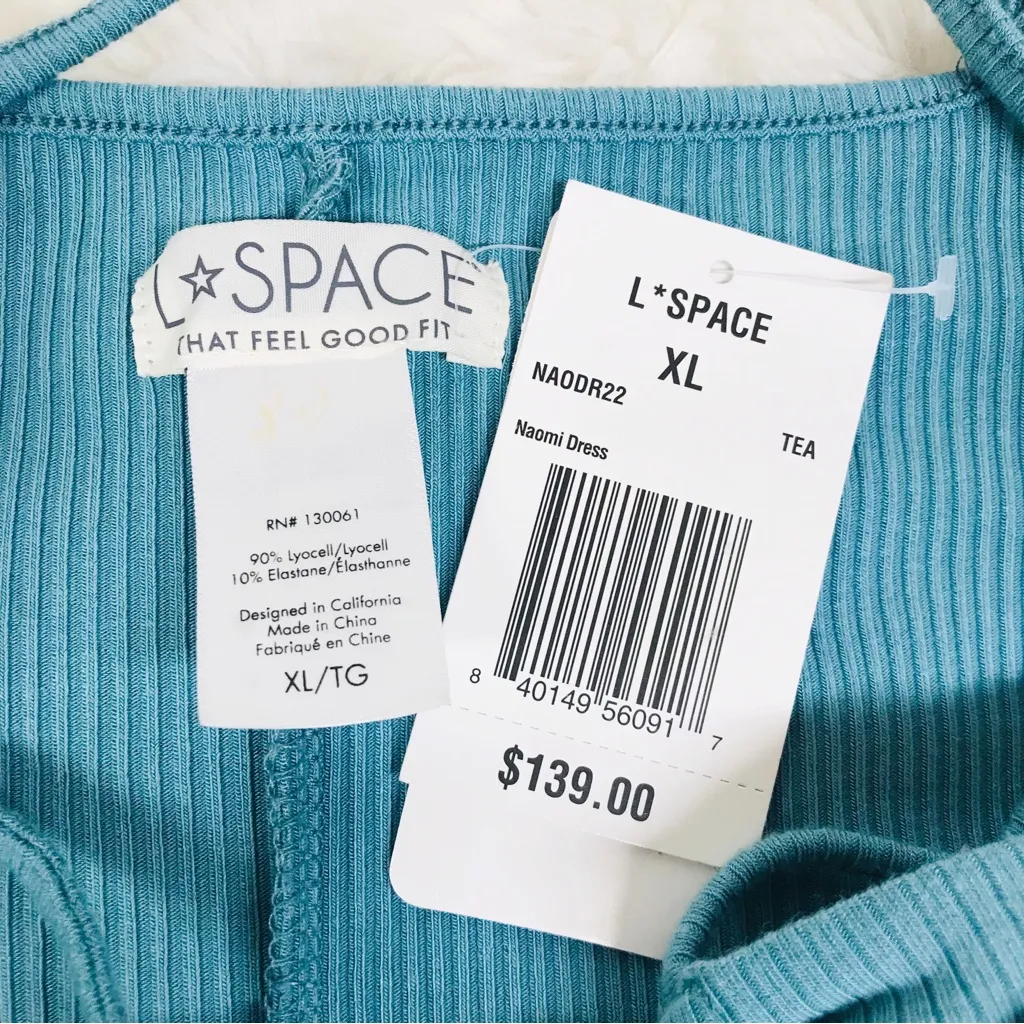 L☆SPACE
THAT FEEL GOOD FIT
RN# 130061
90% Lyocell/Lyocell
10% Elastane/Élasthanne
Designed in California
Made in China
Fabriqué en Chine
XL/TG
L*SPACE
XL
NAODR22
Naomi Dress
TEA
8 40149 56091 7
$139.00